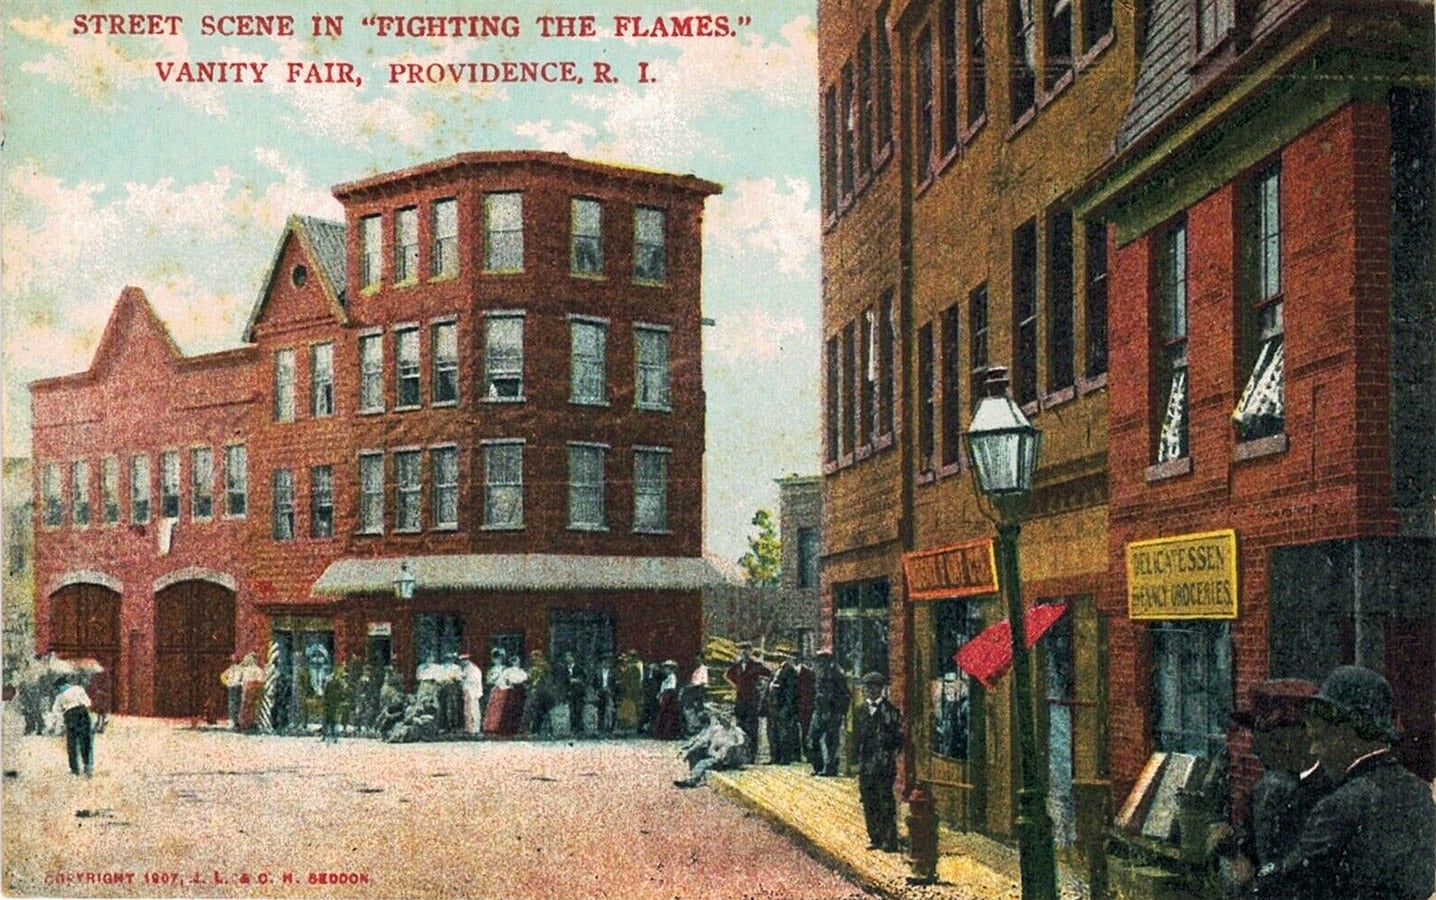 STREET SCENE IN "FIGHTING THE FLAMES."
VANITY FAIR, PROVIDENCE, R. I.
DELICATESSEN
FANCY GROCERIES
COPYRIGHT 1907, J. L. & C. H. SEDDON